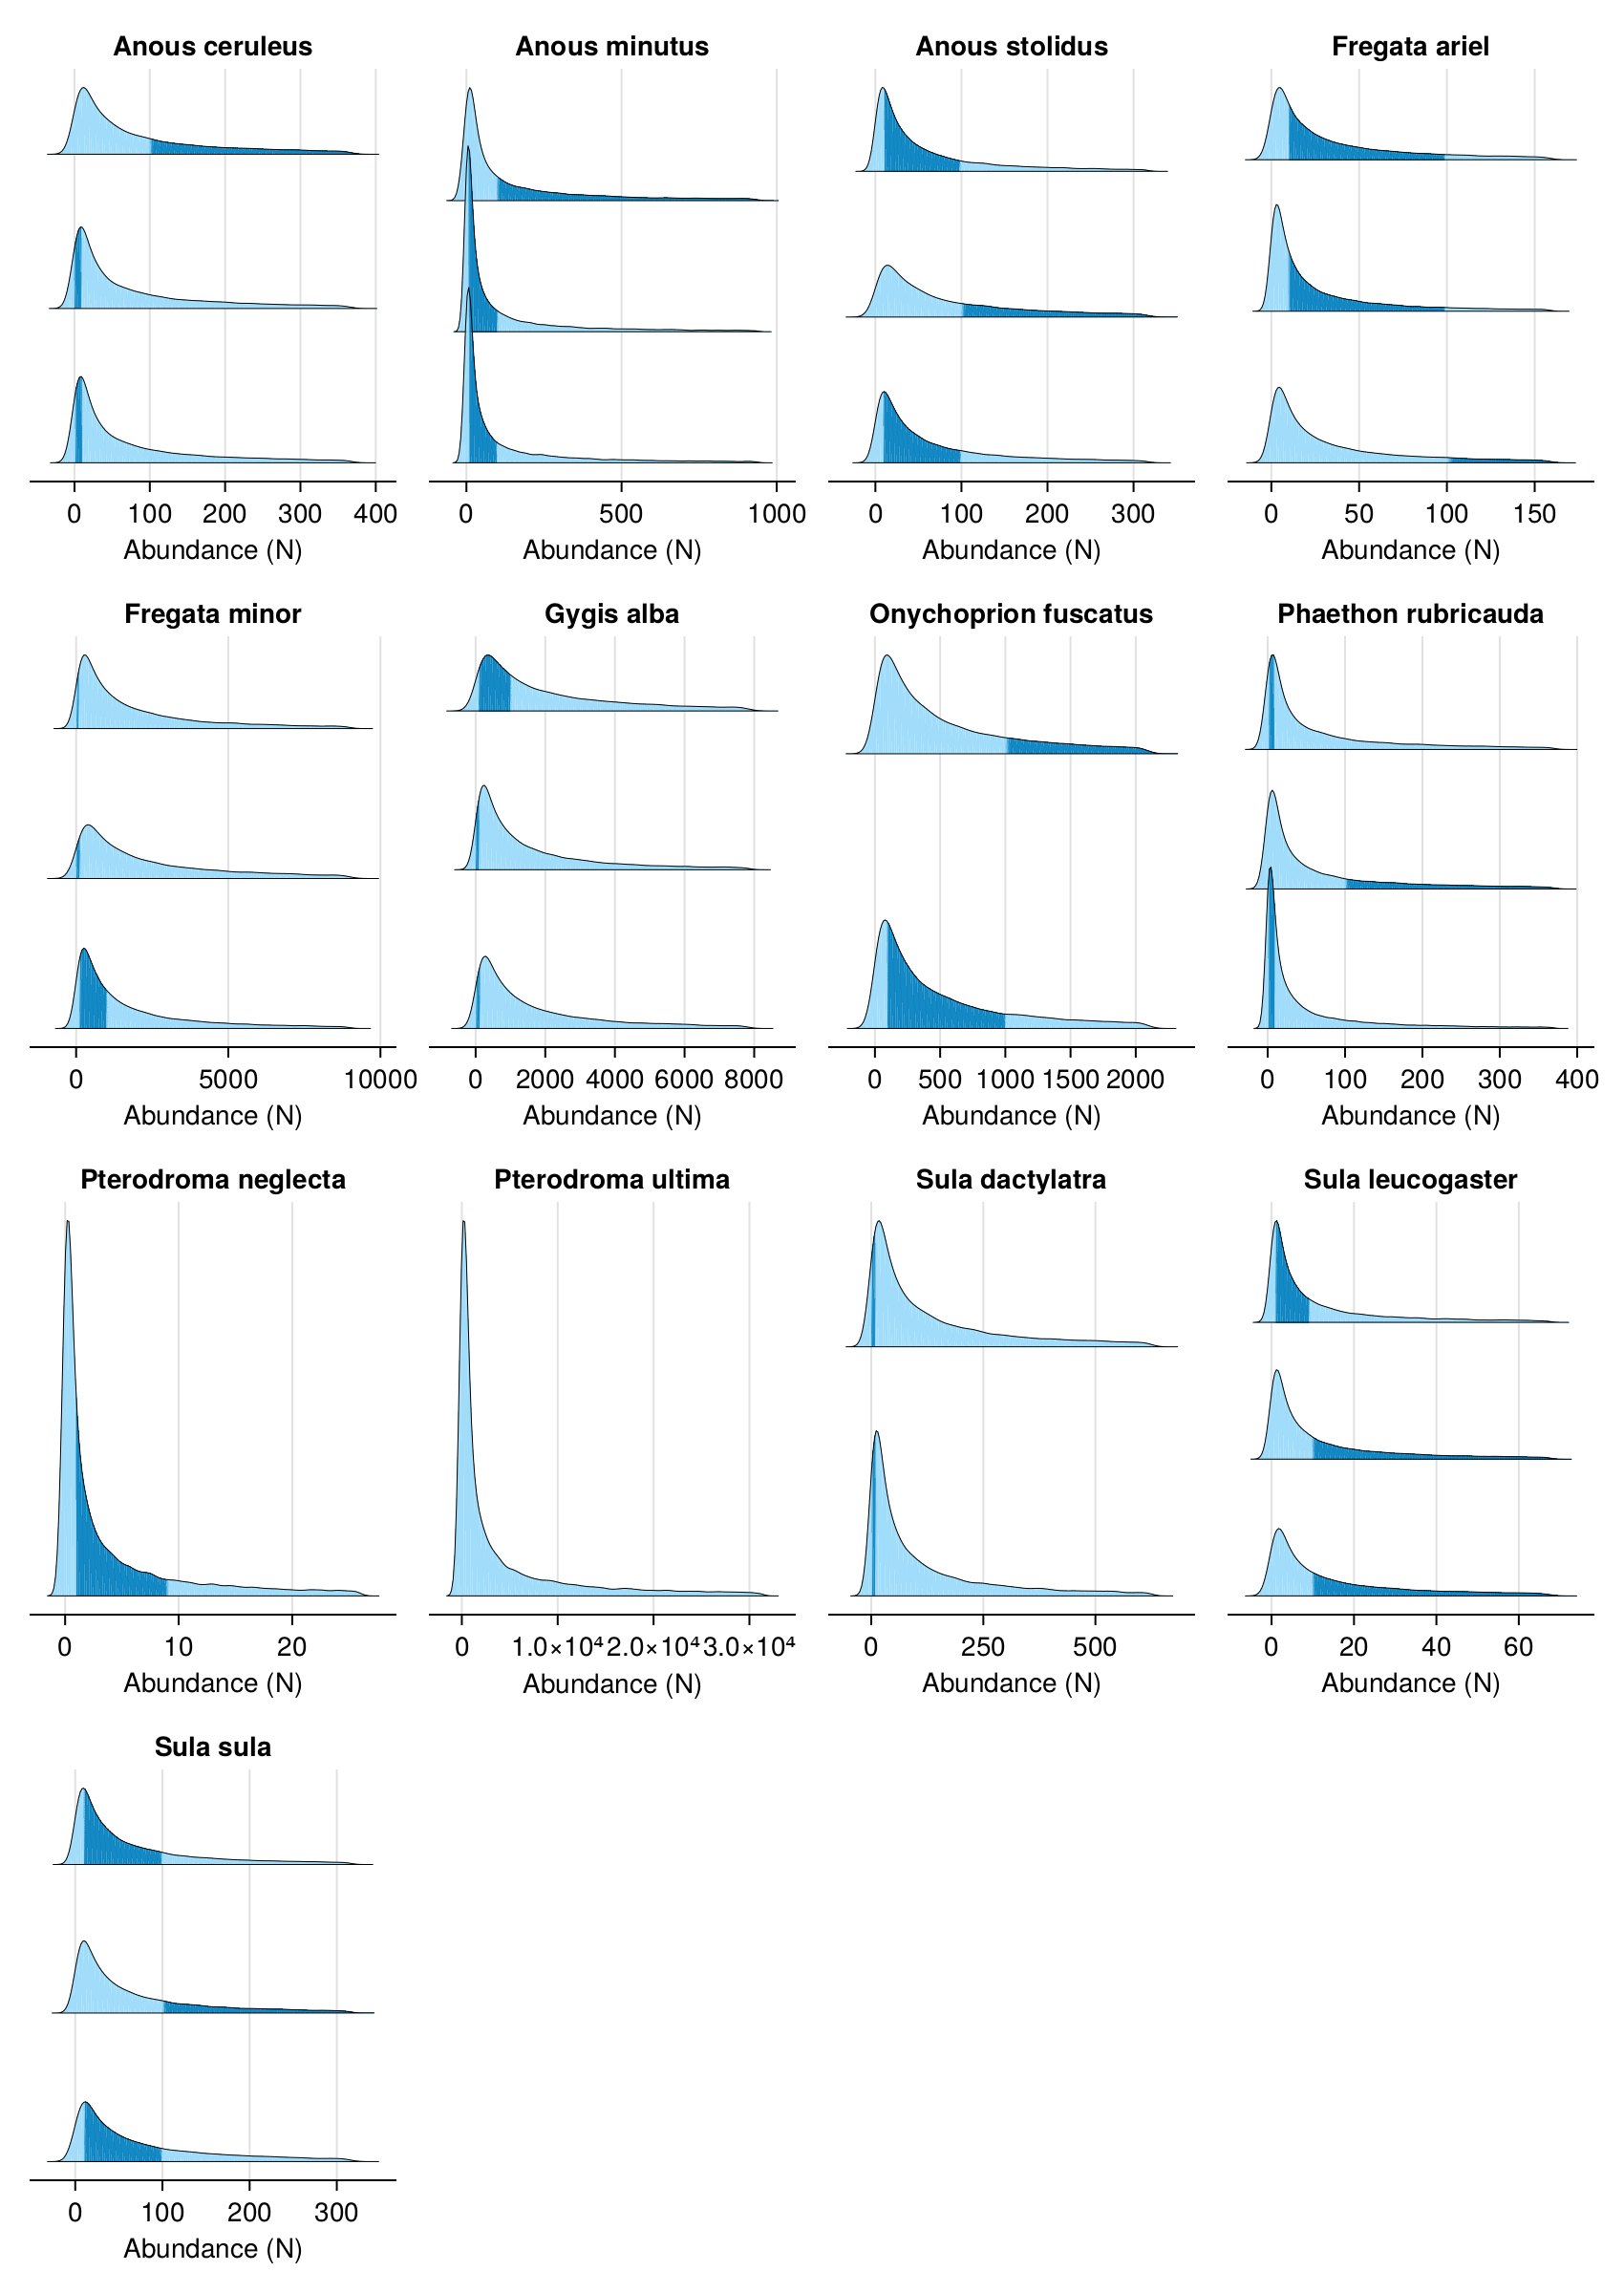 Anous ceruleus Anous minutus Anous stolidus Fregata ariel
0 100 200 300 400 0 500 1000 0 100 200 300 0 50 100 150
Abundance (N) Abundance (N) Abundance (N) Abundance (N)
Fregata minor Gygis alba Onychoprion fuscatus Phaethon rubricauda
0 5000 10000 0 2000 4000 6000 8000 0 500 1000 1500 2000 0 100 200 300 400
Abundance (N) Abundance (N) Abundance (N) Abundance (N)
Pterodroma neglecta Pterodroma ultima Sula dactylatra Sula leucogaster
0 10 20 0 1.0×10⁴ 2.0×10⁴ 3.0×10⁴ 0 250 500 0 20 40 60
Abundance (N) Abundance (N) Abundance (N) Abundance (N)
Sula sula
0 100 200 300
Abundance (N)